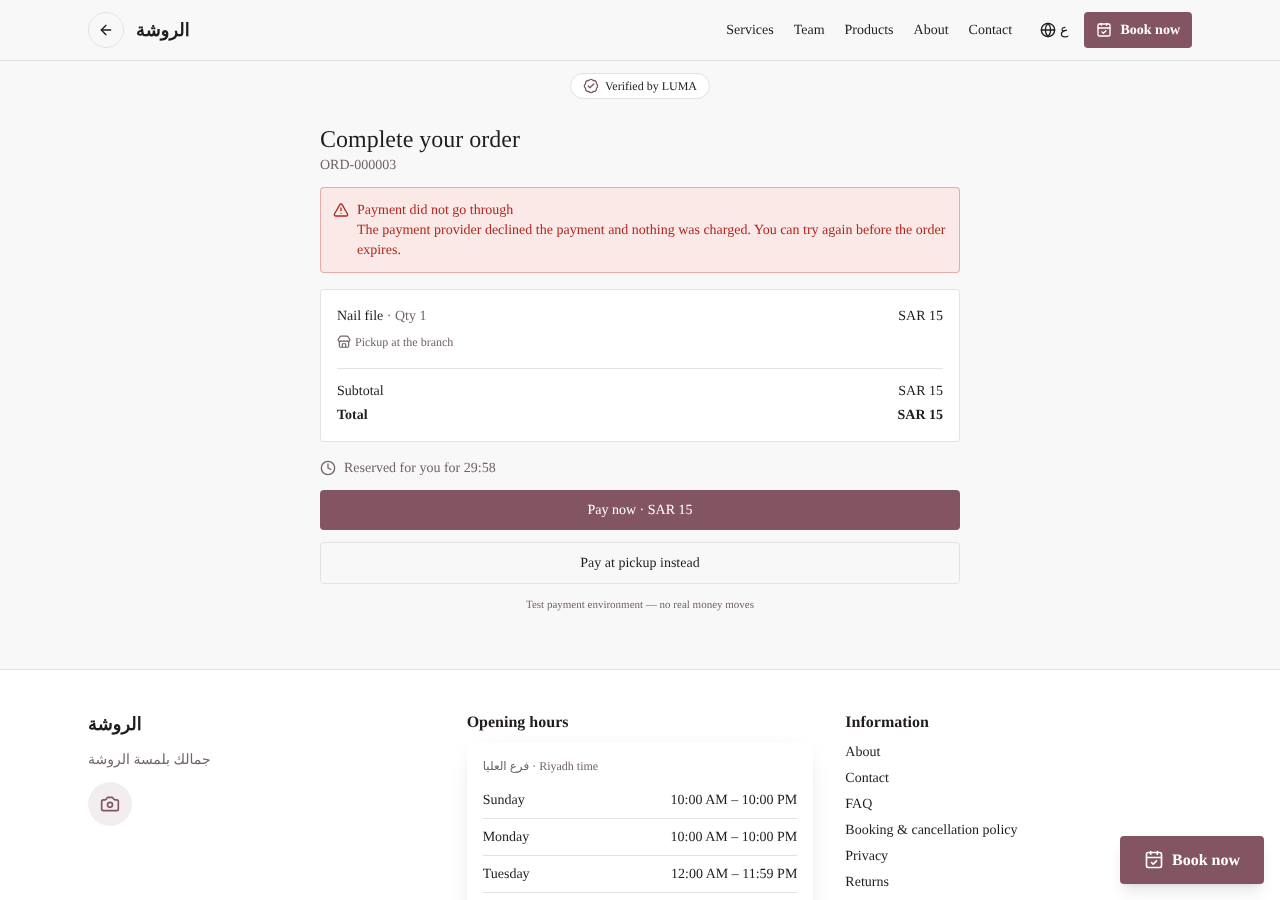 الروشة
Services Team Products About Contact ع Book now
Verified by LUMA
Complete your order
ORD-000003
Payment did not go through
The payment provider declined the payment and nothing was charged. You can try again before the order
expires.
Nail file · Qty 1 SAR 15
Pickup at the branch
Subtotal SAR 15
Total SAR 15
Reserved for you for 29:58
Pay now · SAR 15
Pay at pickup instead
Test payment environment — no real money moves
الروشة
جمالك بلمسة الروشة
Opening hours
فرع العليا · Riyadh time
Sunday 10:00 AM – 10:00 PM
Monday 10:00 AM – 10:00 PM
Tuesday 12:00 AM – 11:59 PM
Information
About
Contact
FAQ
Booking & cancellation policy
Privacy
Returns
Book now